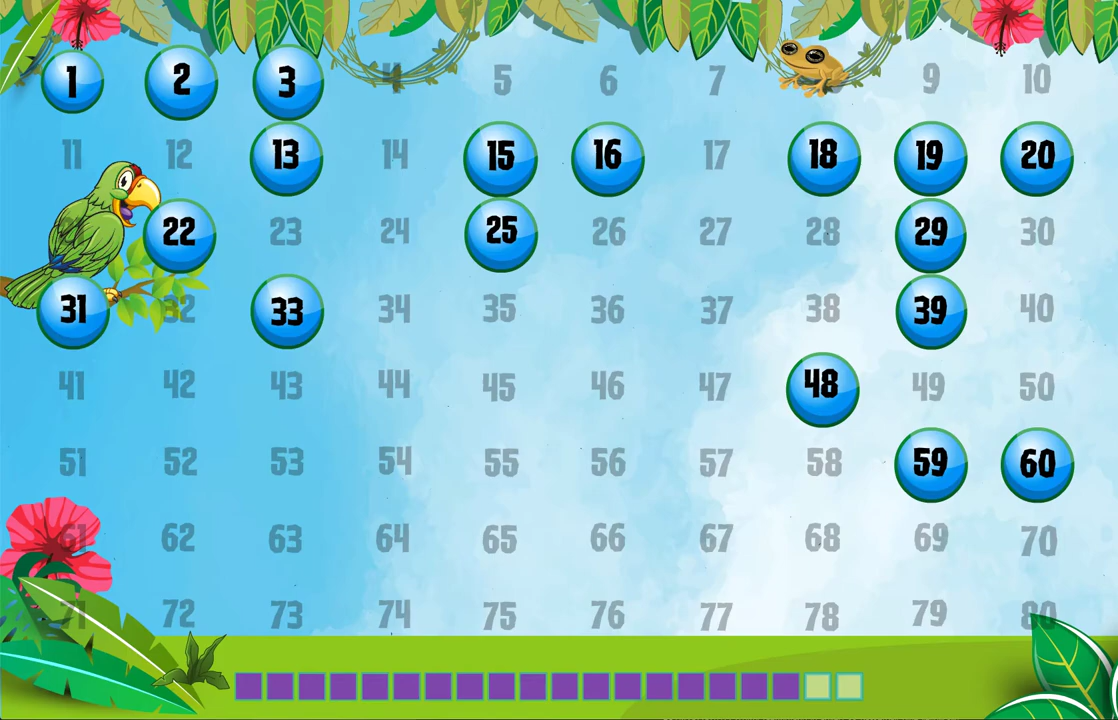 1 2 3 4 5 6 7 9 10
11 12 13 14 15 16 17 18 19 20
22 23 24 25 26 27 28 29 30
31 32 33 34 35 36 37 38 39 40
41 42 43 44 45 46 47 48 49 50
51 52 53 54 55 56 57 58 59 60
61 62 63 64 65 66 67 68 69 70
71 72 73 74 75 76 77 78 79 80